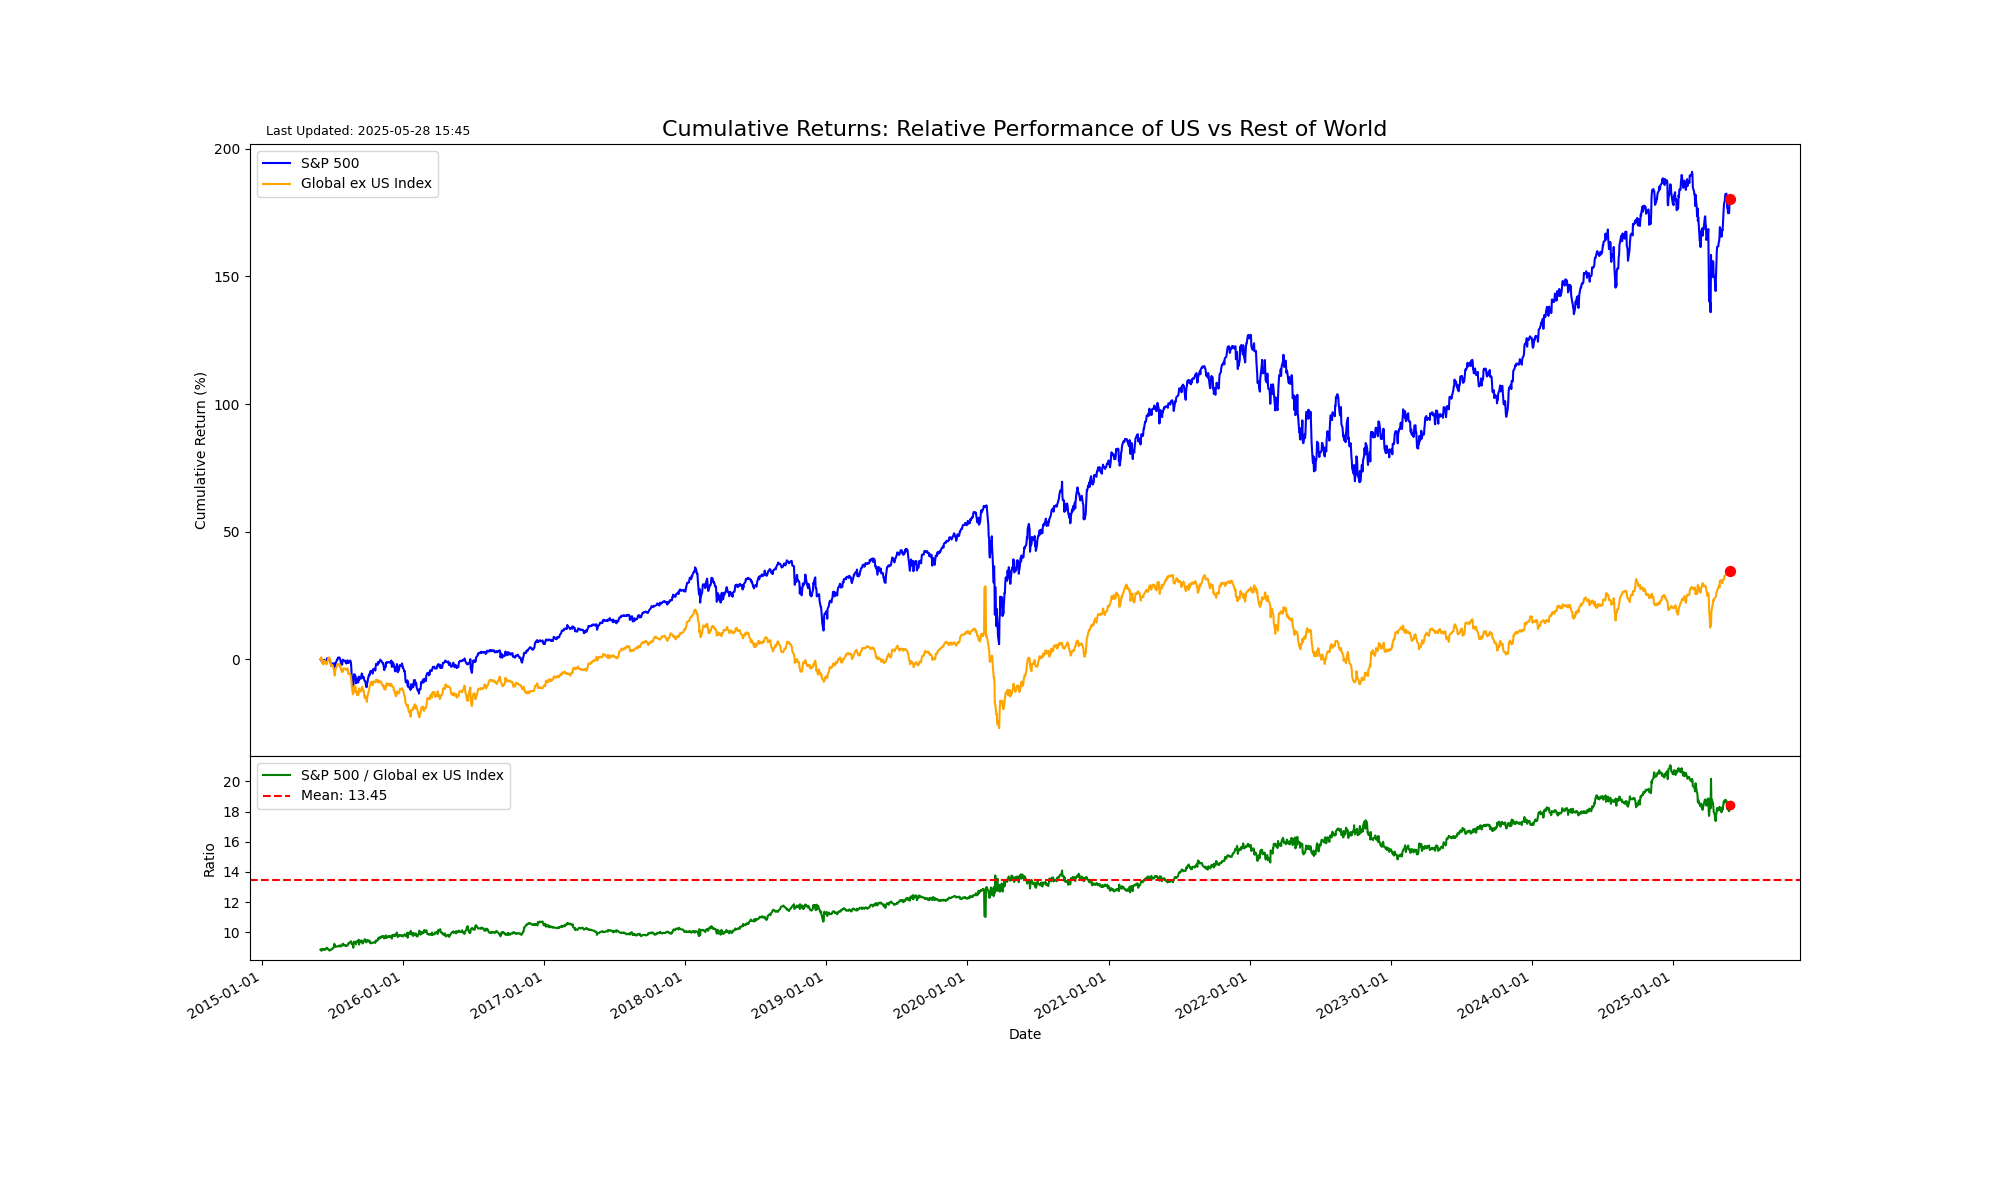 Last Updated: 2025-05-28 15:45
Cumulative Returns: Relative Performance of US vs Rest of World
S&P 500
Global ex US Index
Cumulative Return (%)
200
150
100
50
0
S&P 500 / Global ex US Index
Mean: 13.45
Ratio
20
18
16
14
12
10
2015-01-01
2016-01-01
2017-01-01
2018-01-01
2019-01-01
2020-01-01
2021-01-01
2022-01-01
2023-01-01
2024-01-01
2025-01-01
Date